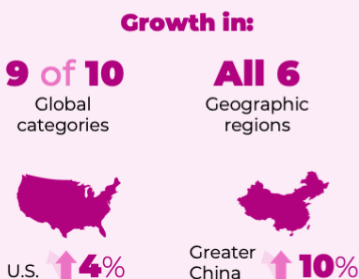 Growth in:
9 of 10
Global
categories
All 6
Geographic
regions
U.S. 4%
Greater
China 10%